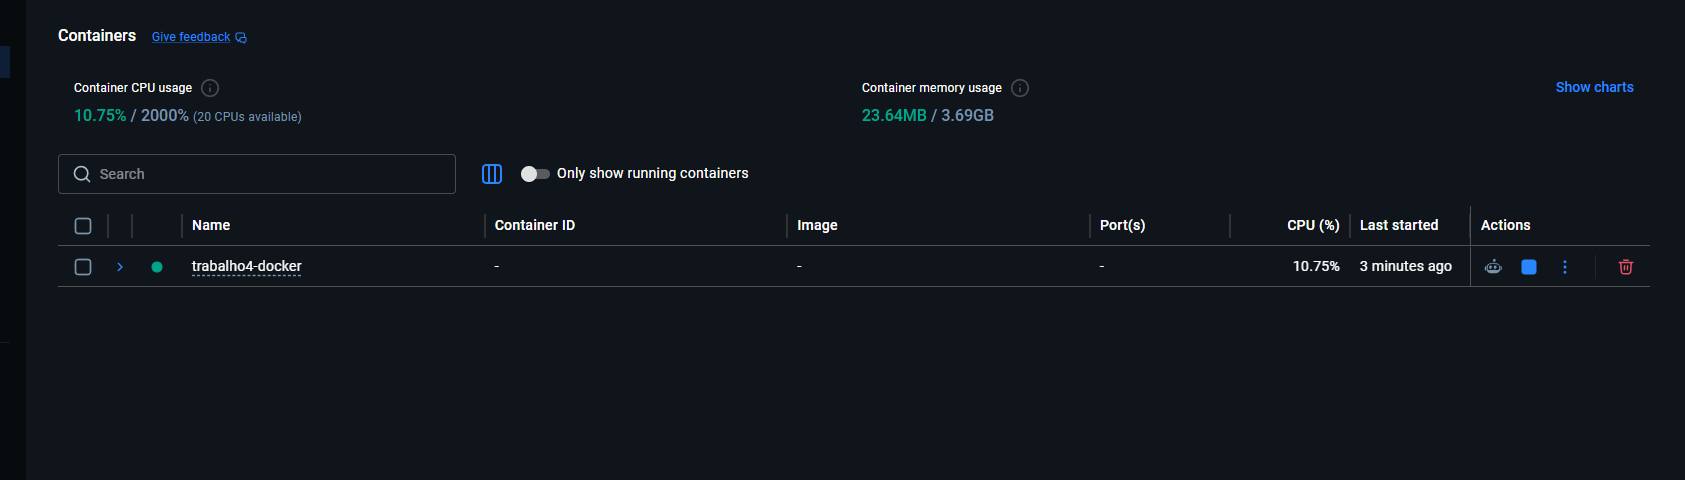 Containers Give feedback
Container CPU usage
10.75% / 2000% (20 CPUs available)
Container memory usage
23.64MB / 3.69GB
Show charts
Search
Only show running containers
Name Container ID Image Port(s) CPU (%) Last started Actions
trabalho4-docker - - - 10.75% 3 minutes ago